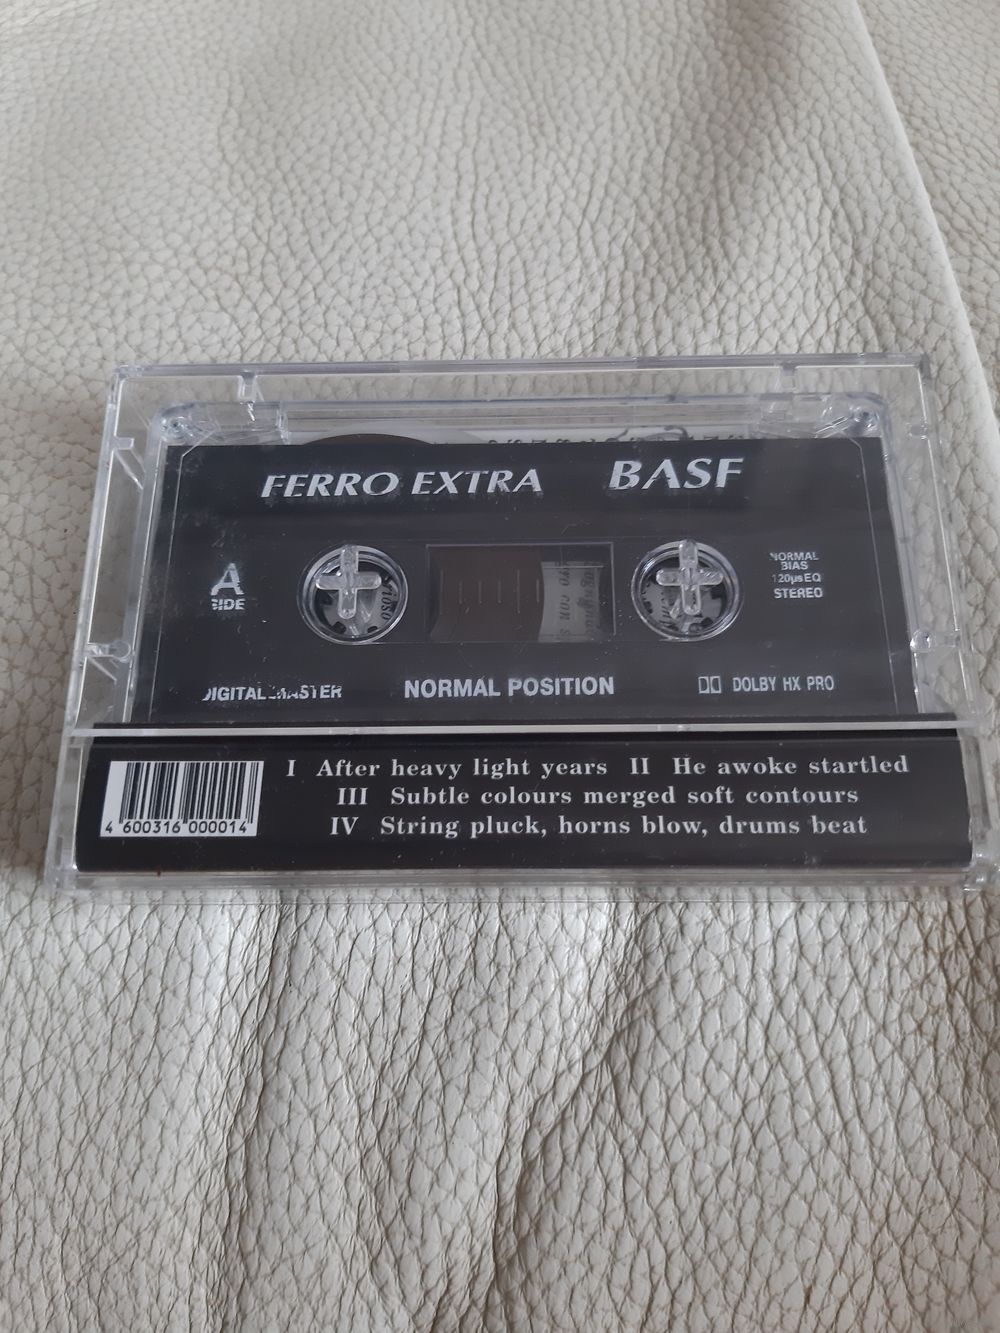 FERRO EXTRA BASF
A
SIDE
NORMAL
BIAS
120µs EQ
STEREO
DIGITAL MASTER
NORMAL POSITION
DOLBY HX PRO
I After heavy light years II He awoke startled
III Subtle colours merged soft contours
IV String pluck, horns blow, drums beat
4 600316 000014